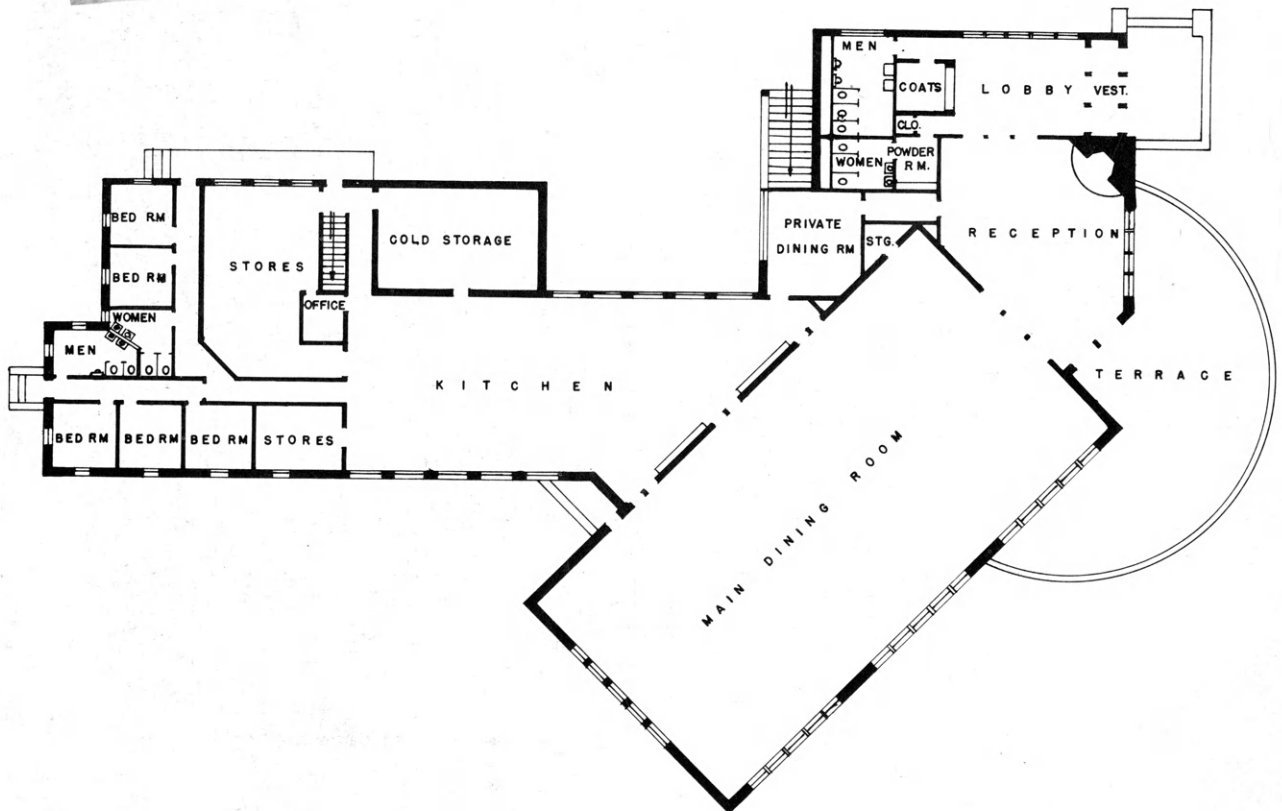 MEN
COATS
LOBBY
VEST.
CLO.
WOMEN
POWDER
RM.
BED RM
PRIVATE
DINING RM
STG.
RECEPTION
COLD STORAGE
STORES
BED RM
OFFICE
WOMEN
MEN
TERRACE
KITCHEN
BED RM
BED RM
BED RM
STORES
MAIN DINING ROOM